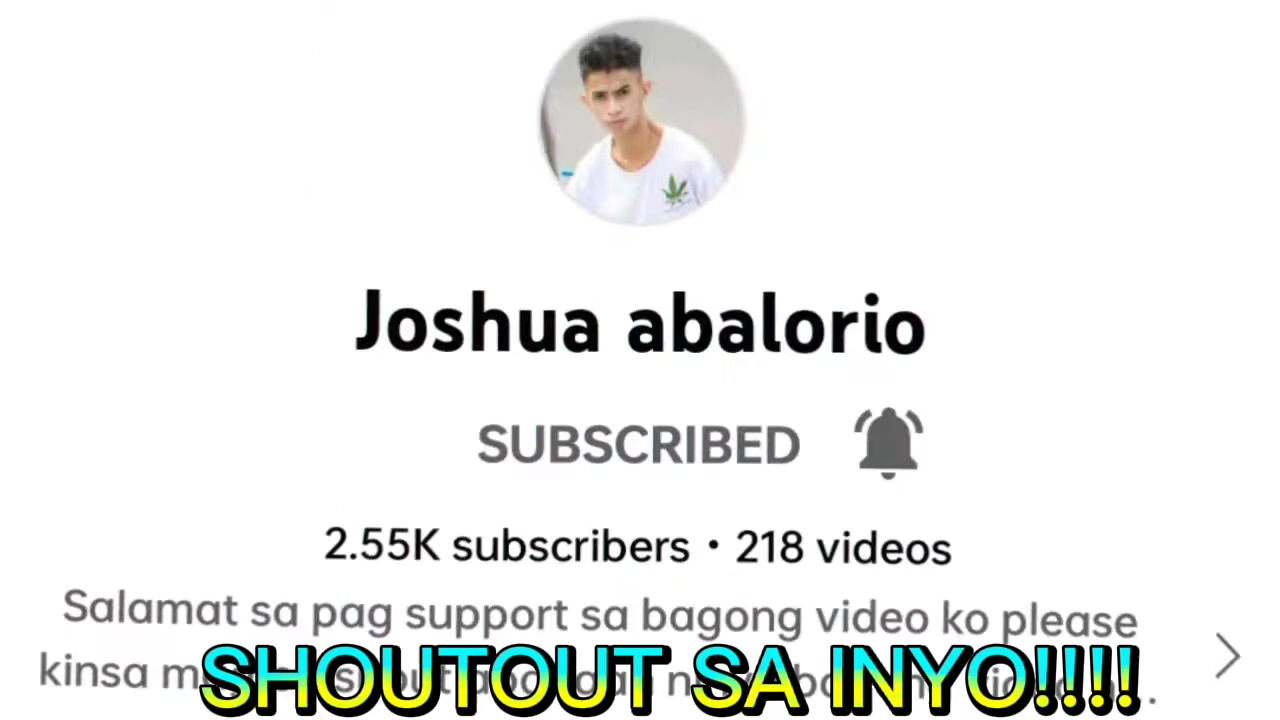 Joshua abalorio
SUBSCRIBED
2.55K subscribers • 218 videos
Salamat sa pag support sa bagong video ko please
kinsa
SHOUTOUT SA INYO!!!!